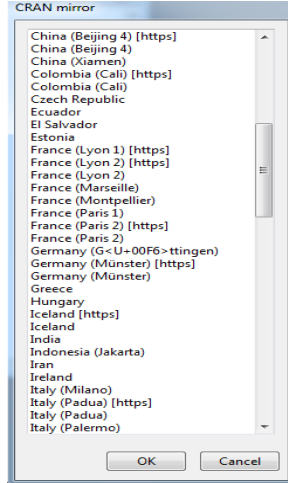 CRAN mirror
China (Beijing 4) [https]
China (Beijing 4)
China (Xiamen)
Colombia (Cali) [https]
Colombia (Cali)
Czech Republic
Ecuador
El Salvador
Estonia
France (Lyon 1) [https]
France (Lyon 2) [https]
France (Lyon 2)
France (Marseille)
France (Montpellier)
France (Paris 1)
France (Paris 2) [https]
France (Paris 2)
Germany (G<U+00F6>ttingen)
Germany (Münster) [https]
Germany (Münster)
Greece
Hungary
Iceland [https]
Iceland
India
Indonesia (Jakarta)
Iran
Ireland
Italy (Milano)
Italy (Padua) [https]
Italy (Padua)
Italy (Palermo)
OK Cancel